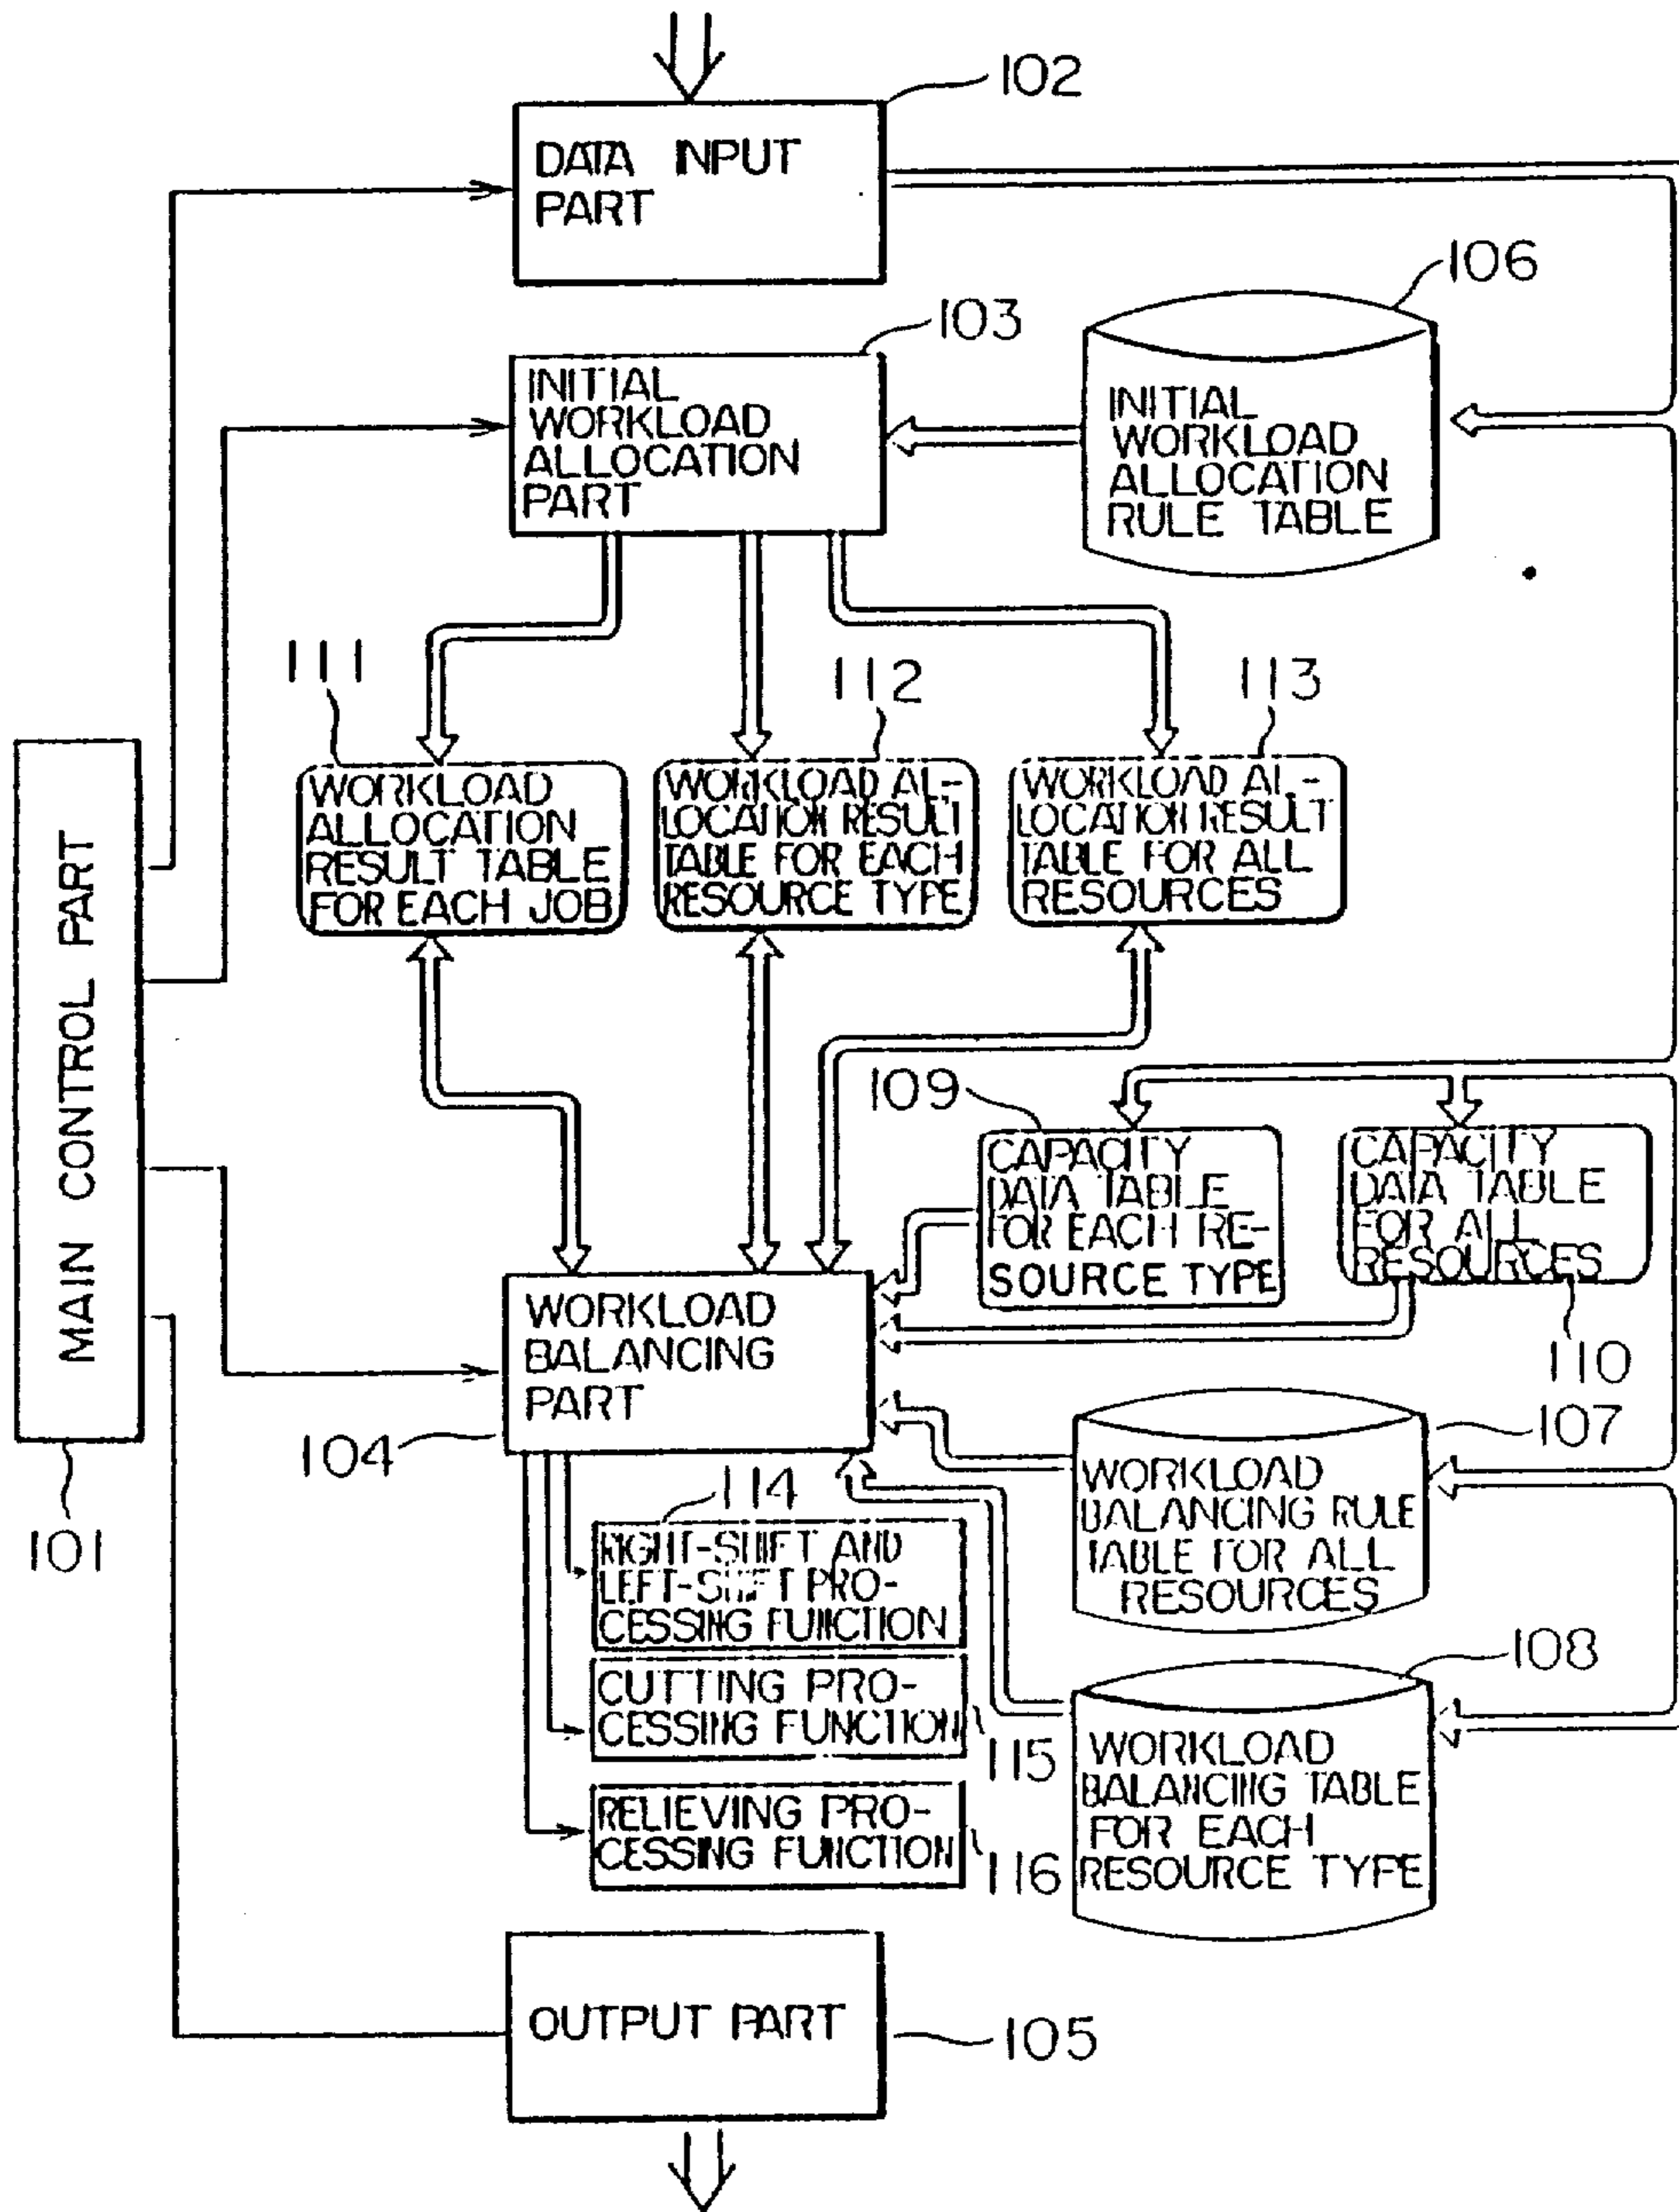 102
DATA INPUT
PART
106
103
INITIAL
WORKLOAD
ALLOCATION
PART
INITIAL
WORKLOAD
ALLOCATION
RULE TABLE
111
112
113
WORKLOAD
ALLOCATION
RESULT TABLE
FOR EACH JOB
WORKLOAD AL-
LOCATION RESULT
TABLE FOR EACH
RESOURCE TYPE
WORKLOAD AL-
LOCATION RESULT
TABLE FOR ALL
RESOURCES
MAIN CONTROL PART
101
109
CAPACITY
DATA TABLE
FOR EACH RE-
SOURCE TYPE
CAPACITY
DATA TABLE
FOR ALL
RESOURCES
110
WORKLOAD
BALANCING
PART
104
107
WORKLOAD
BALANCING RULE
TABLE FOR ALL
RESOURCES
114
RIGHT-SHIFT AND
LEFT-SHIFT PRO-
CESSING FUNCTION
CUTTING PRO-
CESSING FUNCTION
115
RELIEVING PRO-
CESSING FUNCTION
116
108
WORKLOAD
BALANCING TABLE
FOR EACH
RESOURCE TYPE
OUTPUT PART
105